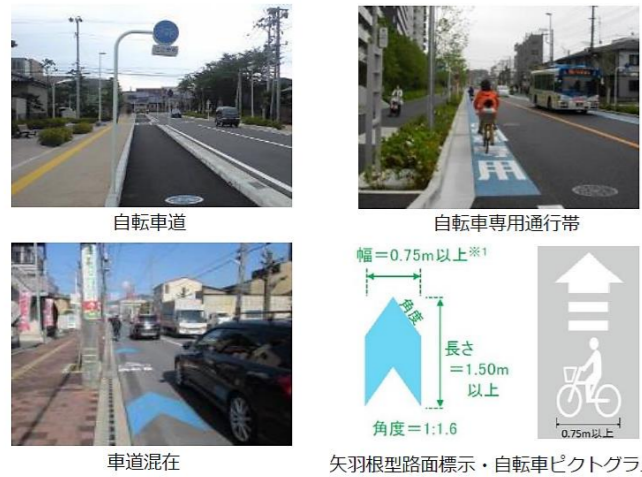 自転車道
自転車専用通行帯
専用
車道混在
幅=0.75m以上※1
角度
長さ
=1.50m
以上
角度=1:1.6
0.75m以上
矢羽根型路面標示・自転車ピクトグラ